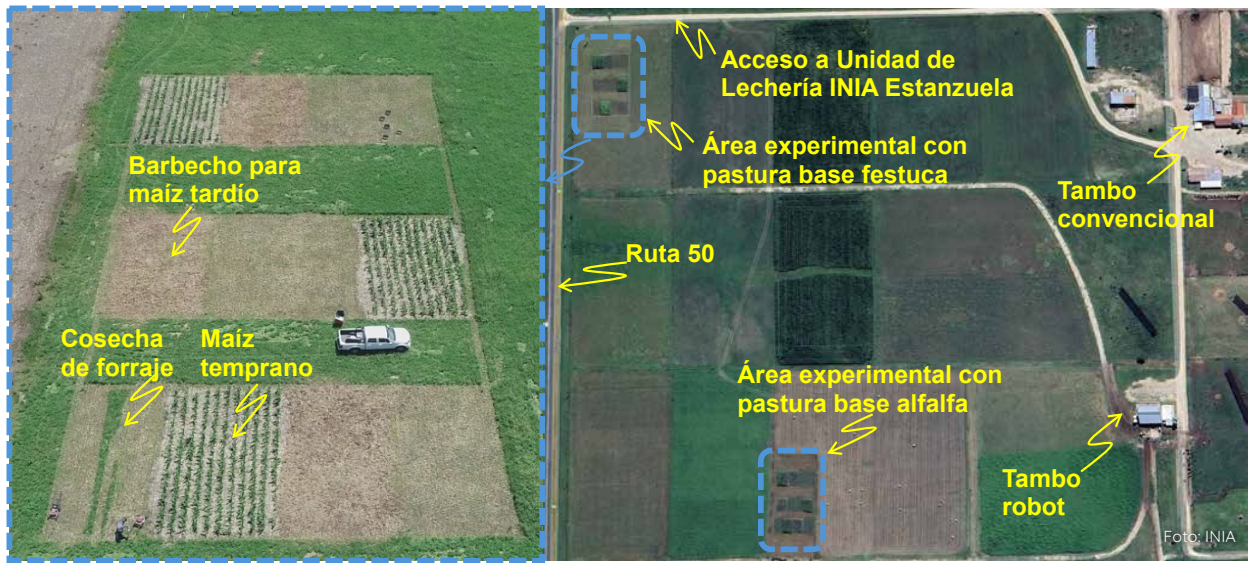 Barbecho para
maíz tardío
Cosecha
de forraje
Maíz
temprano
Acceso a Unidad de
Lechería INIA Estanzuela
Área experimental con
pastura base festuca
Tambo
convencional
Ruta 50
Área experimental con
pastura base alfalfa
Tambo
robot
Foto: INIA